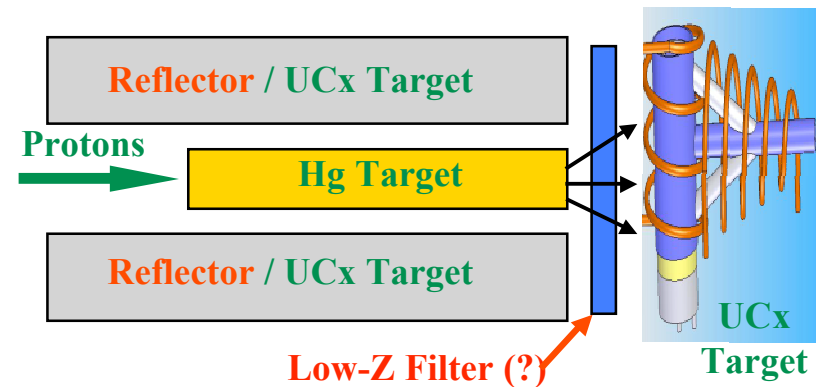 Reflector / UCx Target
Protons
Hg Target
Reflector / UCx Target
UCx
Target
Low-Z Filter (?)